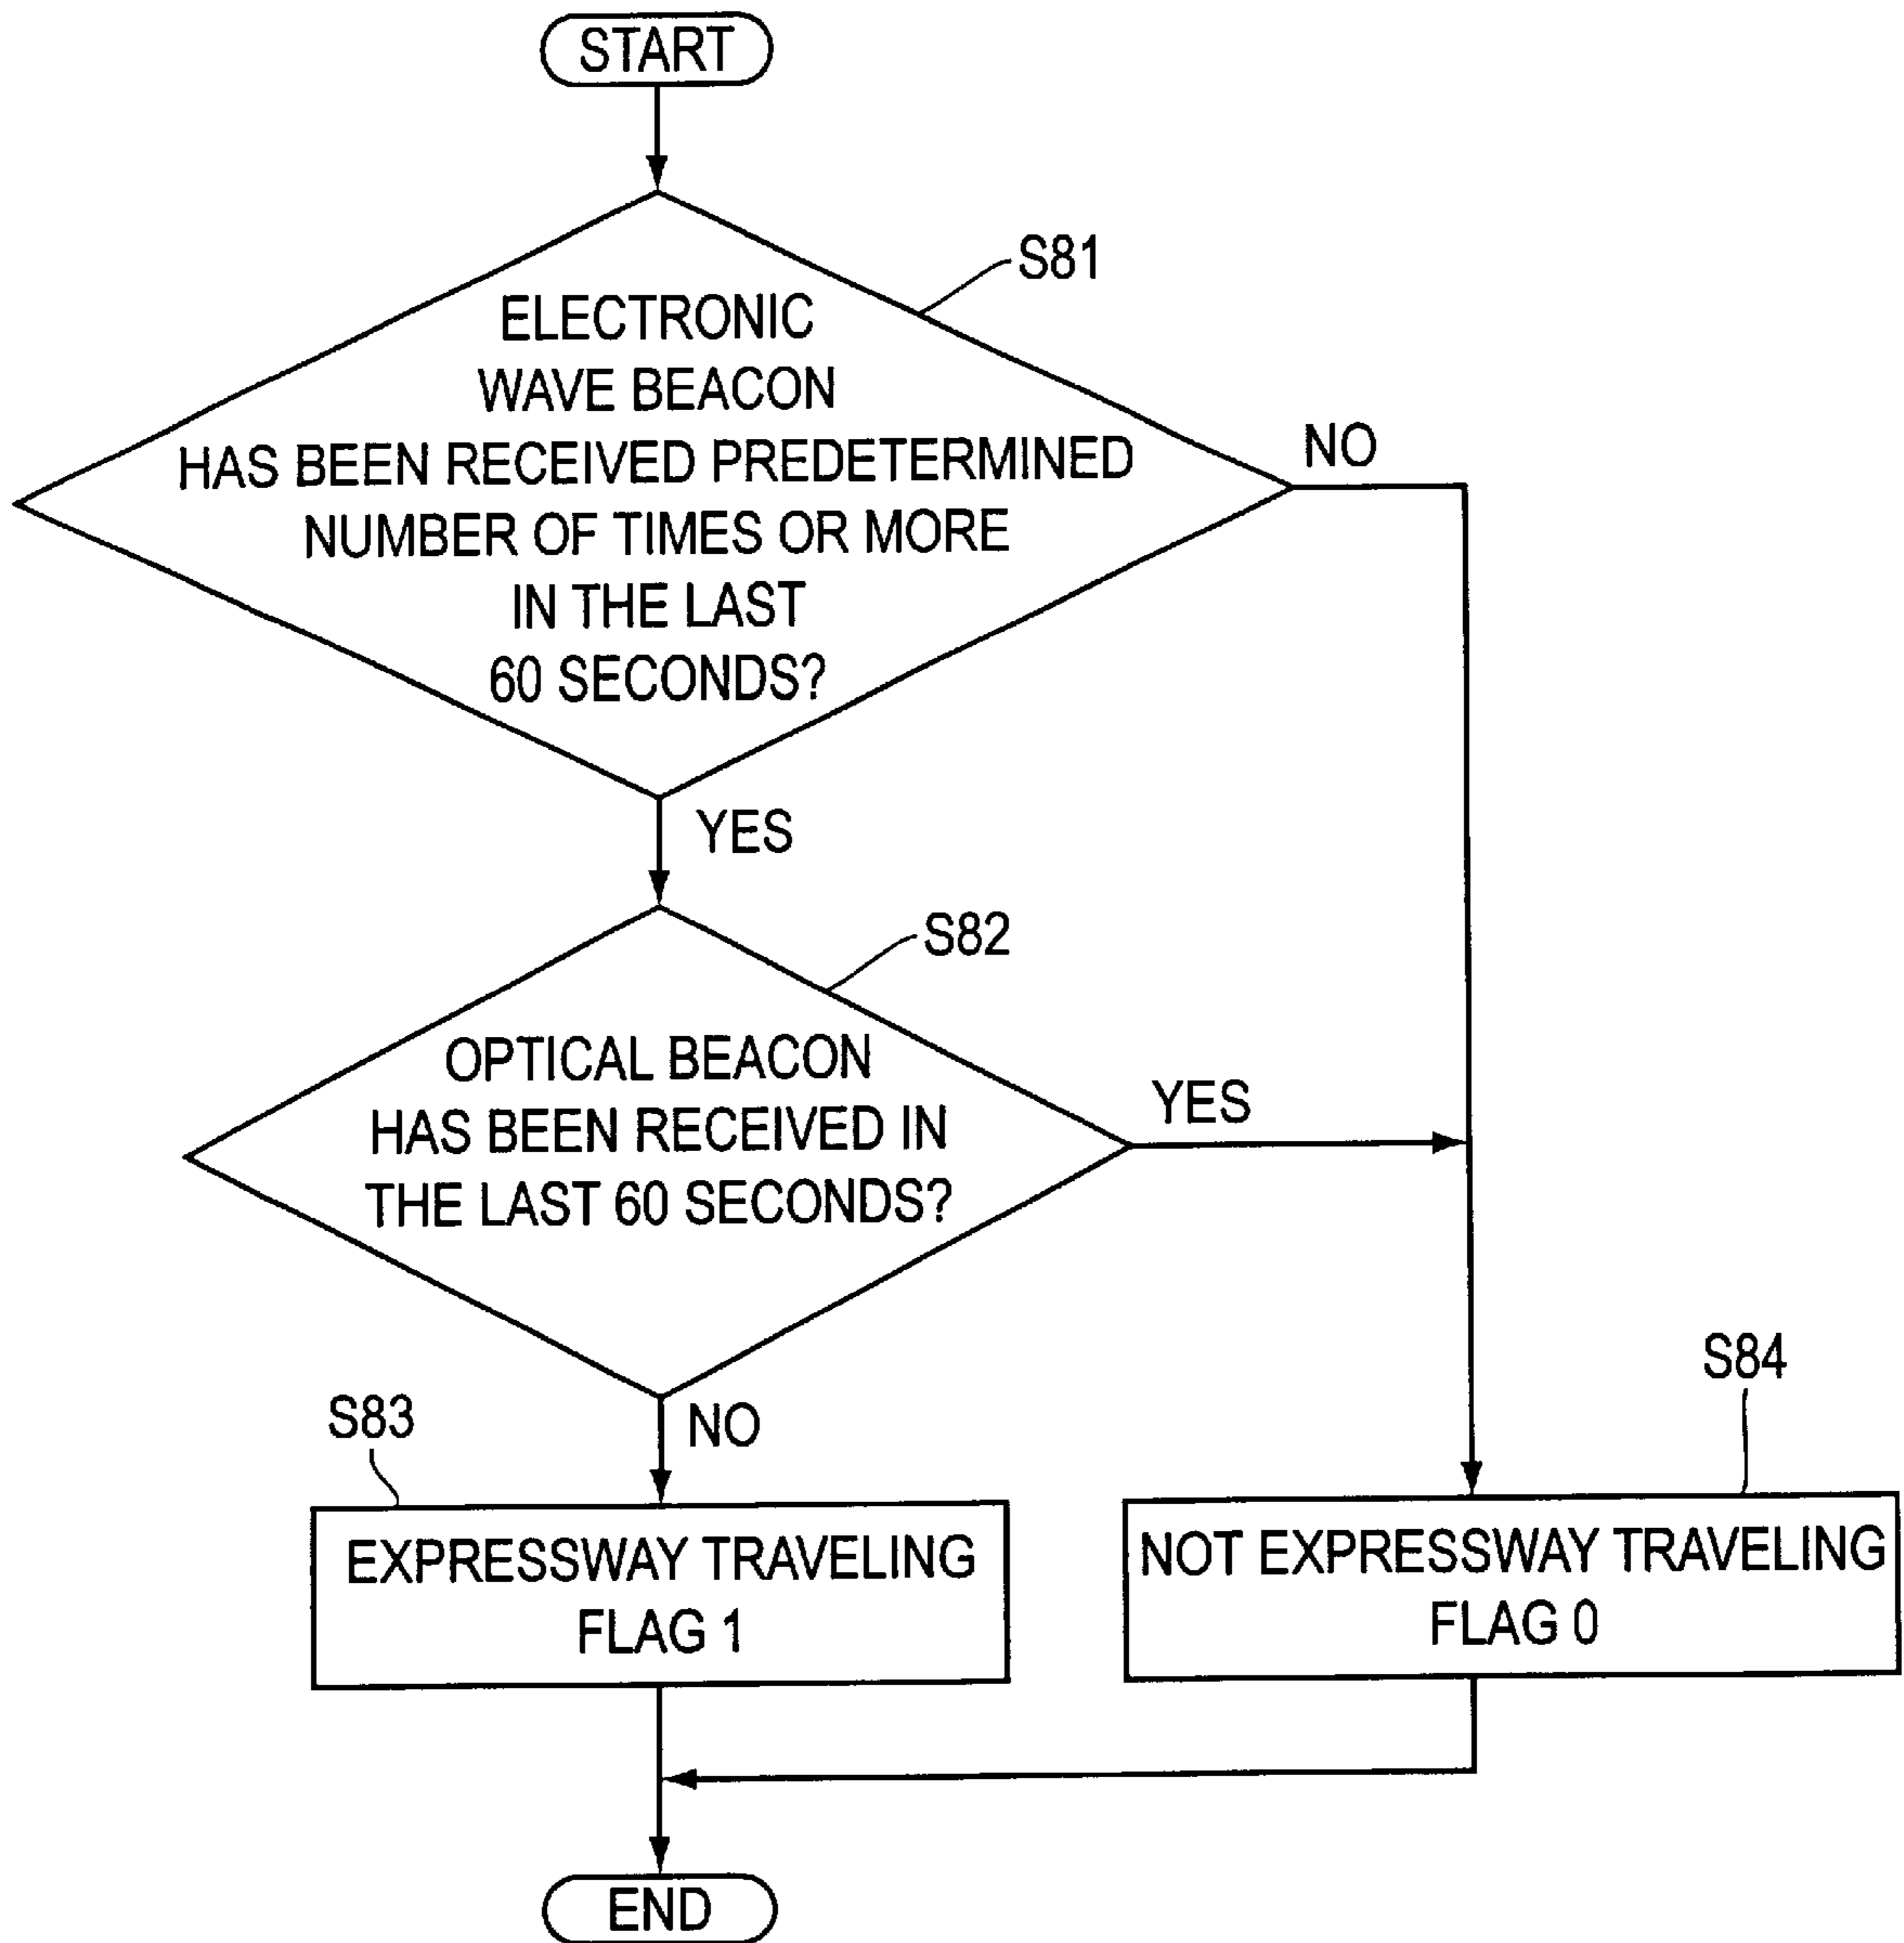 START
S81
ELECTRONIC
WAVE BEACON
HAS BEEN RECEIVED PREDETERMINED
NUMBER OF TIMES OR MORE
IN THE LAST
60 SECONDS?
NO
YES
S82
OPTICAL BEACON
HAS BEEN RECEIVED IN
THE LAST 60 SECONDS?
YES
NO
S83
EXPRESSWAY TRAVELING
FLAG 1
S84
NOT EXPRESSWAY TRAVELING
FLAG 0
END